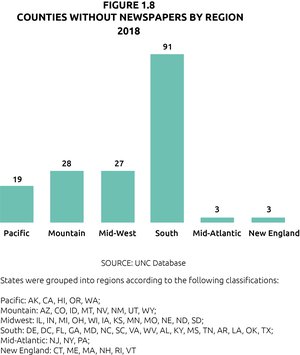 FIGURE 1.8
COUNTIES WITHOUT NEWSPAPERS BY REGION
2018
91
28
27
19
3
3
Pacific Mountain Mid-West South Mid-Atlantic New England
SOURCE: UNC Database
States were grouped into regions according to the following classifications:
Pacific: AK, CA, HI, OR, WA;
Mountain: AZ, CO, ID, MT, NV, NM, UT, WY;
Midwest: IL, IN, MI, OH, WI, IA, KS, MN, MO, NE, ND, SD;
South: DE, DC, FL, GA, MD, NC, SC, VA, WV, AL, KY, MS, TN, AR, LA, OK, TX;
Mid-Atlantic: NJ, NY, PA;
New England: CT, ME, MA, NH, RI, VT